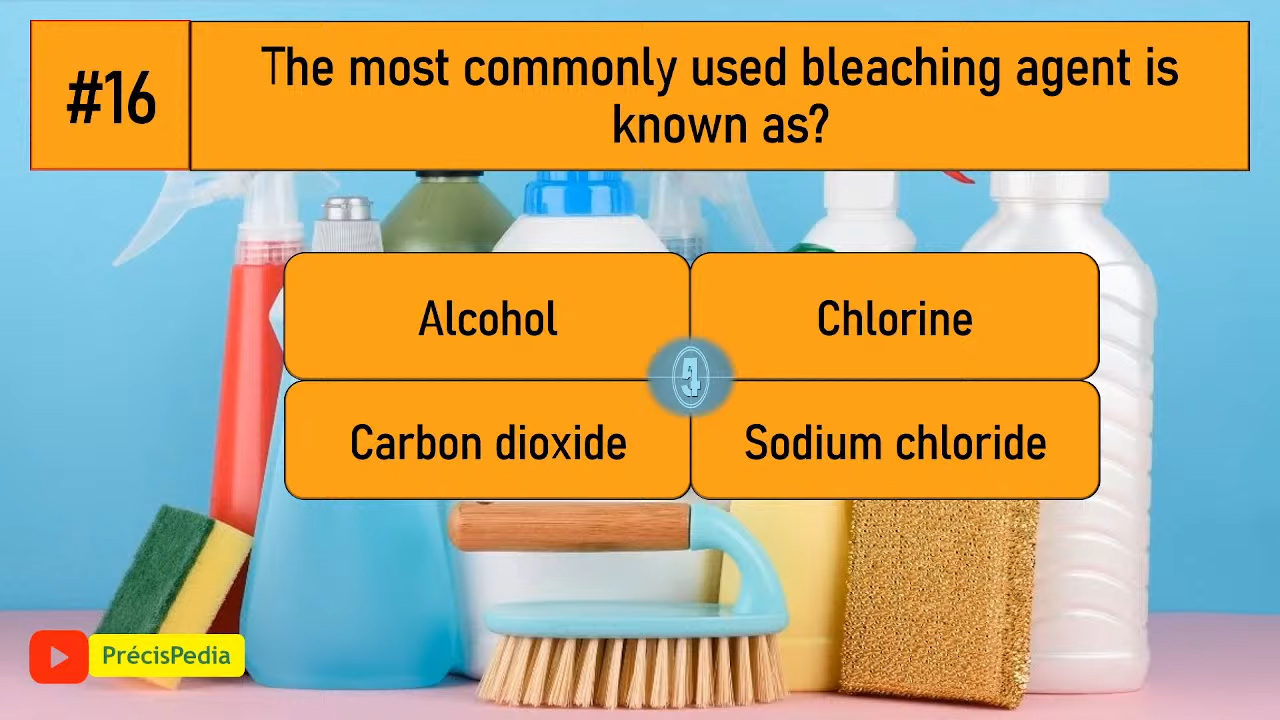 #16
The most commonly used bleaching agent is
known as?
Alcohol
Chlorine
Carbon dioxide
Sodium chloride
PrécisPedia